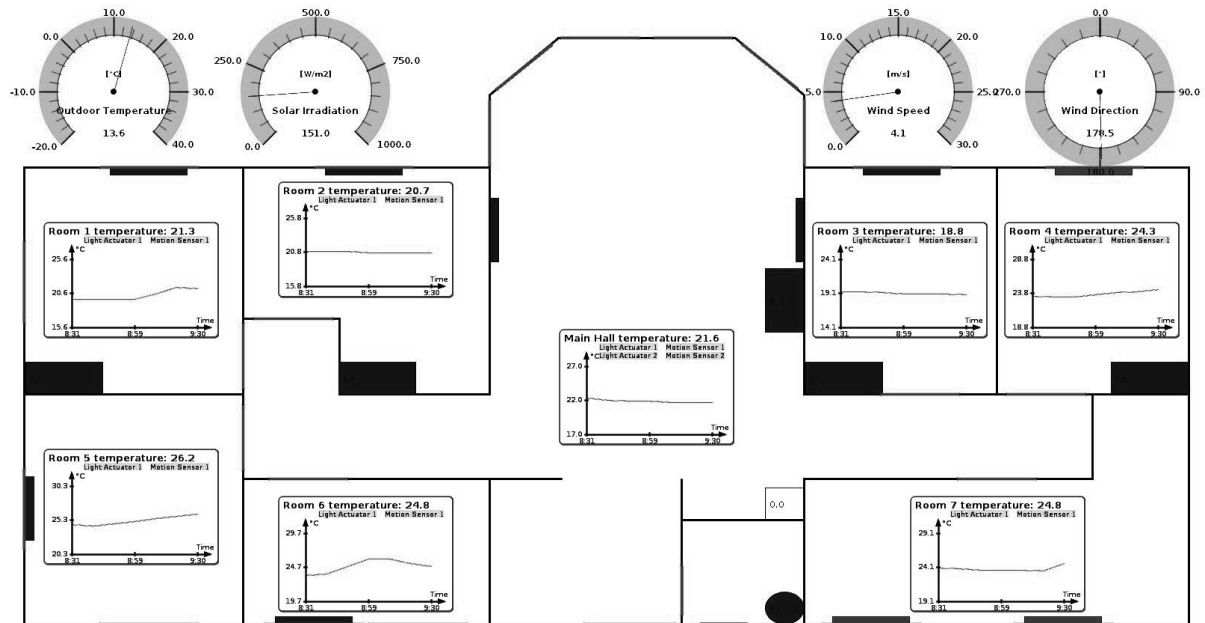 10.0
0.0
20.0
[°C]
-10.0
30.0
Outdoor Temperature
13.6
-20.0
40.0
500.0
250.0
750.0
[W/m2]
Solar Irradiation
151.0
0.0
1000.0
15.0
10.0
20.0
[m/s]
5.0
25.0
Wind Speed
4.1
0.0
30.0
0.0
[°]
270.0
90.0
Wind Direction
178.5
180.0
Room 1 temperature: 21.3
Light Actuator 1 Motion Sensor 1
°C
25.6
20.6
15.6
Time
8:31 8:59 9:30
Room 2 temperature: 20.7
Light Actuator 1 Motion Sensor 1
°C
25.8
20.8
15.8
Time
8:31 8:59 9:30
Room 3 temperature: 18.8
Light Actuator 1 Motion Sensor 1
°C
24.1
19.1
14.1
Time
8:31 8:59 9:30
Room 4 temperature: 24.3
Light Actuator 1 Motion Sensor 1
°C
28.8
23.8
18.8
Time
8:31 8:59 9:30
Main Hall temperature: 21.6
Light Actuator 1 Motion Sensor 1
°C Light Actuator 2 Motion Sensor 2
27.0
22.0
17.0
Time
8:31 8:59 9:30
Room 5 temperature: 26.2
Light Actuator 1 Motion Sensor 1
°C
30.3
25.3
20.3
Time
8:31 8:59 9:30
Room 6 temperature: 24.8
Light Actuator 1 Motion Sensor 1
°C
29.7
24.7
19.7
Time
8:31 8:59 9:30
0.0
Room 7 temperature: 24.8
Light Actuator 1 Motion Sensor 1
°C
29.1
24.1
19.1
Time
8:31 8:59 9:30